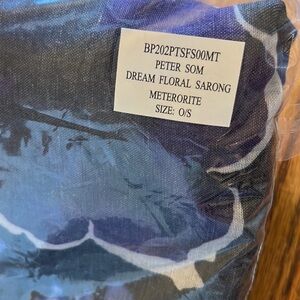 BP202PTSFS00MT
PETER SOM
DREAM FLORAL SARONG
METERORITE
SIZE: O/S